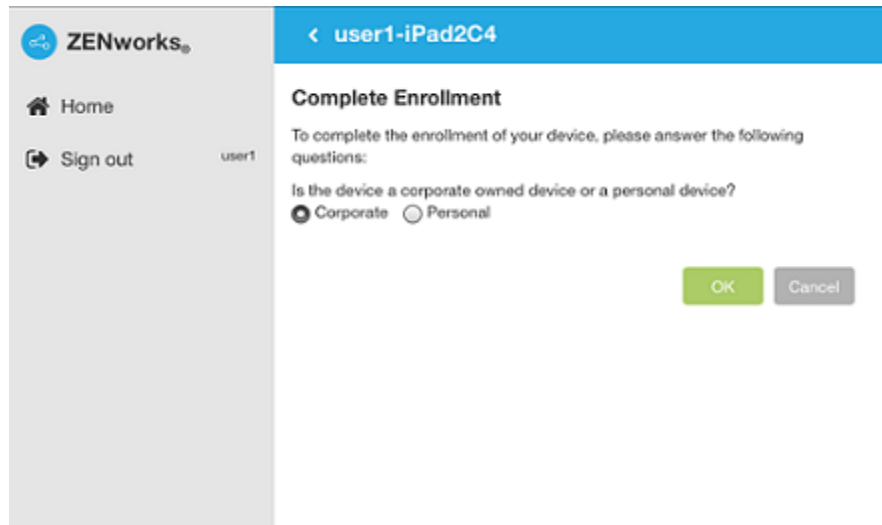 ZENworks®
Home
Sign out user1
user1-iPad2C4
Complete Enrollment
To complete the enrollment of your device, please answer the following
questions:
Is the device a corporate owned device or a personal device?
Corporate Personal
OK Cancel